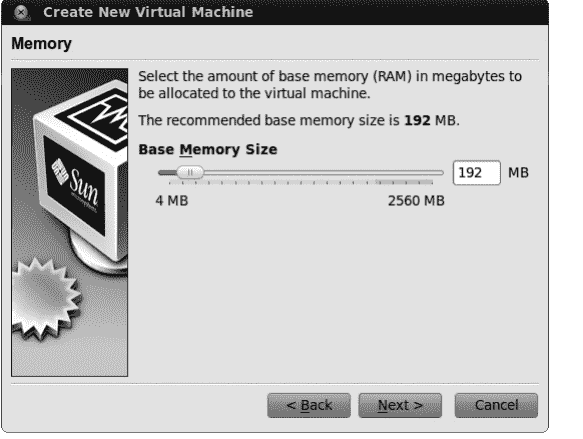 Create New Virtual Machine
Memory
Select the amount of base memory (RAM) in megabytes to
be allocated to the virtual machine.
The recommended base memory size is 192 MB.
Base Memory Size
192 MB
4 MB 2560 MB
Sun
microsystems
< Back Next > Cancel